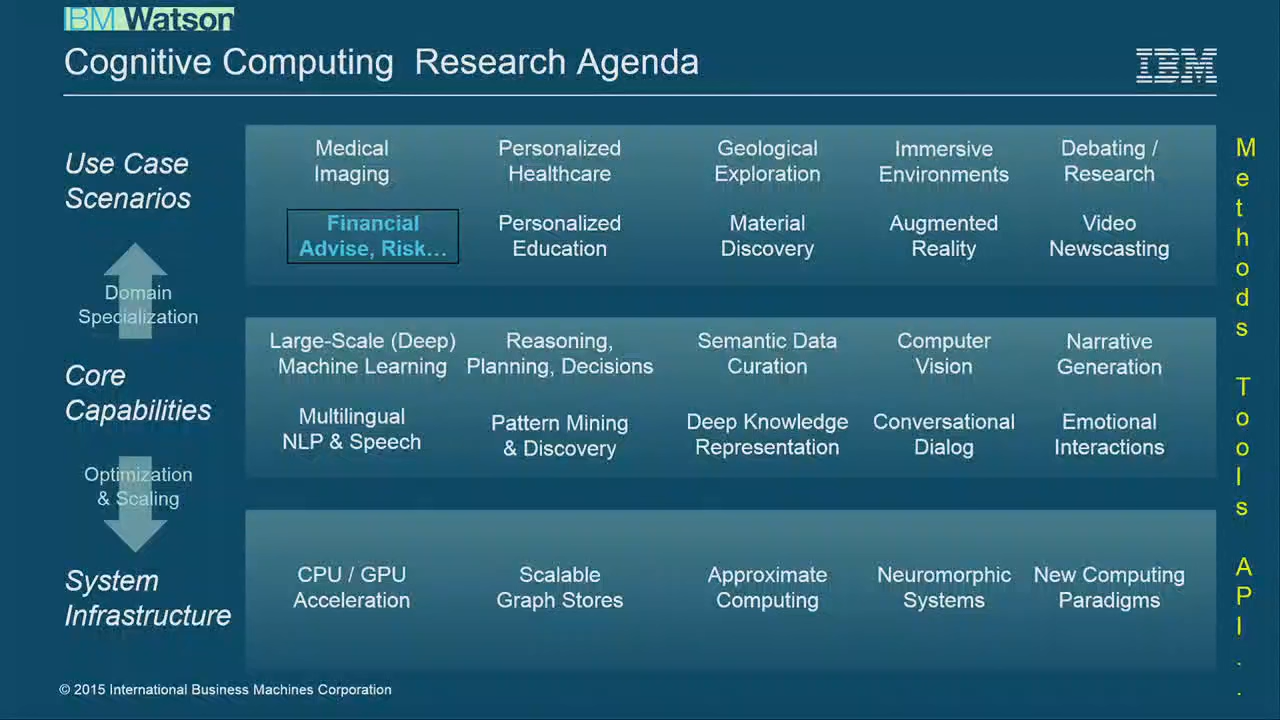 IBM Watson
Cognitive Computing Research Agenda
IBM
Use Case
Scenarios
Medical
Imaging
Personalized
Healthcare
Geological
Exploration
Immersive
Environments
Debating /
Research
Financial
Advise, Risk…
Personalized
Education
Material
Discovery
Augmented
Reality
Video
Newscasting
Domain
Specialization
Core
Capabilities
Large-Scale (Deep)
Machine Learning
Reasoning,
Planning, Decisions
Semantic Data
Curation
Computer
Vision
Narrative
Generation
Multilingual
NLP & Speech
Pattern Mining
& Discovery
Deep Knowledge
Representation
Conversational
Dialog
Emotional
Interactions
Optimization
& Scaling
System
Infrastructure
CPU / GPU
Acceleration
Scalable
Graph Stores
Approximate
Computing
Neuromorphic
Systems
New Computing
Paradigms
Methods Tools API..
© 2015 International Business Machines Corporation